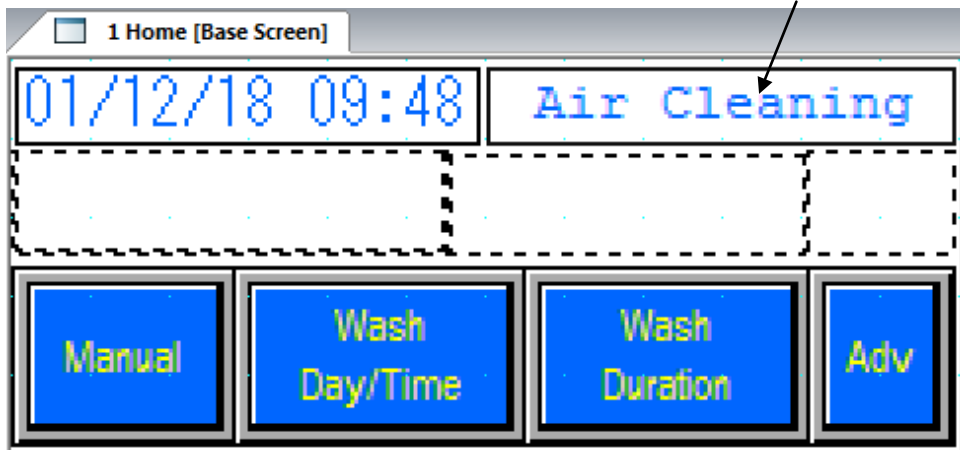 1 Home [Base Screen]
01/12/18 09:48 Air Cleaning
Manual Wash Day/Time Wash Duration Adv